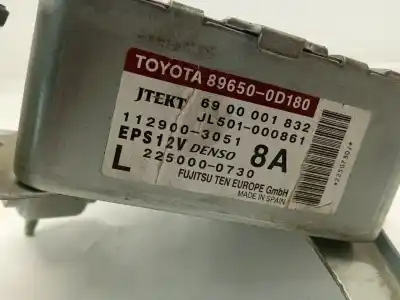 TOYOTA 89650-0D180
JTEKT 69 00 001 832
JL501-000861
112900-3051
EPS12V DENSO 8A
L 225000-0730
FUJITSU TEN EUROPE GmbH
MADE IN SPAIN